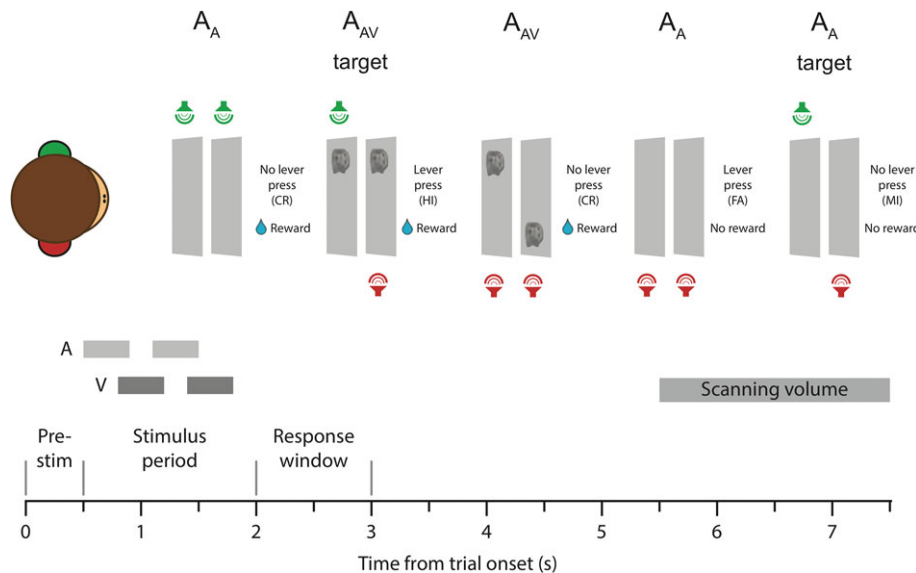 A_A
A_AV
A_AV
A_A
A_A
target
target
No lever
press
(CR)
Reward
Lever
press
(HI)
Reward
No lever
press
(CR)
Reward
Lever
press
(FA)
No reward
No lever
press
(MI)
No reward
A
V
Scanning volume
Pre-
stim
Stimulus
period
Response
window
0
1
2
3
4
5
6
7
Time from trial onset (s)